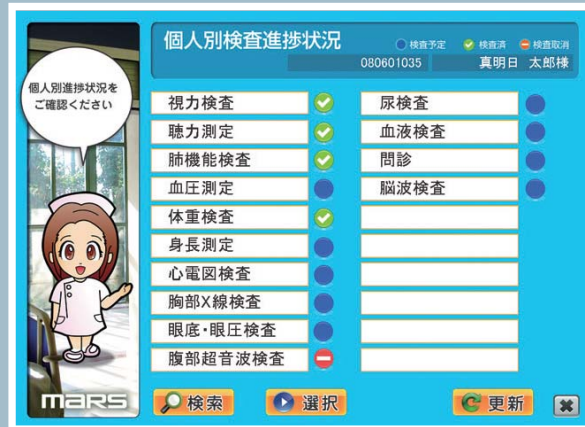 個人別検査進捗状況
検査予定 検査済 検査取消
080601035 真明日 太郎様
個人別進捗状況を
ご確認ください
視力検査
聴力測定
肺機能検査
血圧測定
体重検査
身長測定
心電図検査
胸部X線検査
眼底・眼圧検査
腹部超音波検査
尿検査
血液検査
問診
脳波検査
mars
検索 選択 更新